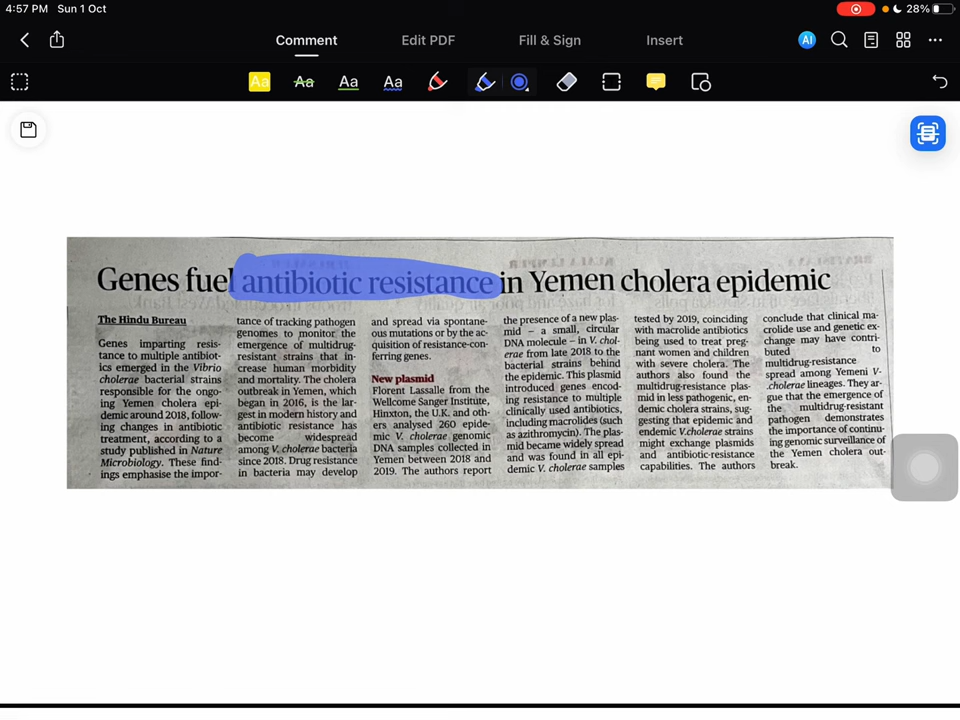 4:57 PM Sun 1 Oct
28%
Comment
Edit PDF
Fill & Sign
Insert
AI
Aa
Aa
Aa
Aa
Genes fuel antibiotic resistance in Yemen cholera epidemic
The Hindu Bureau
Genes imparting resis-
tance to multiple antibiot-
ics emerged in the Vibrio
cholerae bacterial strains
responsible for the ongo-
ing Yemen cholera epi-
demic around 2018, follow-
ing changes in antibiotic
treatment, according to a
study published in Nature
Microbiology. These find-
ings emphasise the impor-
tance of tracking pathogen
genomes to monitor the
emergence of multidrug-
resistant strains that in-
crease human morbidity
and mortality. The cholera
outbreak in Yemen, which
began in 2016, is the lar-
gest in modern history and
antibiotic resistance has
become widespread
among V. cholerae bacteria
since 2018. Drug resistance
in bacteria may develop
and spread via spontane-
ous mutations or by the ac-
quisition of resistance-con-
ferring genes.
New plasmid
Florent Lassalle from the
Wellcome Sanger Institute,
Hinxton, the U.K. and oth-
ers analysed 260 epide-
mic V. cholerae genomic
DNA samples collected in
Yemen between 2018 and
2019. The authors report
the presence of a new plas-
mid – a small, circular
DNA molecule – in V. chol-
erae from late 2018 to the
bacterial strains behind
the epidemic. This plasmid
introduced genes encod-
ing resistance to multiple
clinically used antibiotics,
including macrolides (such
as azithromycin). The plas-
mid became widely spread
and was found in all epi-
demic V. cholerae samples
tested by 2019, coinciding
with macrolide antibiotics
being used to treat preg-
nant women and children
with severe cholera. The
authors also found the
multidrug-resistance plas-
mid in less pathogenic, en-
demic cholera strains, sug-
gesting that epidemic and
endemic V.cholerae strains
might exchange plasmids
and antibiotic-resistance
capabilities. The authors
conclude that clinical ma-
crolide use and genetic ex-
change may have contri-
buted to
multidrug-resistance
spread among Yemeni V-
.cholerae lineages. They ar-
gue that the emergence of
the multidrug-resistant
pathogen demonstrates
the importance of continu-
ing genomic surveillance of
the Yemen cholera out-
break.